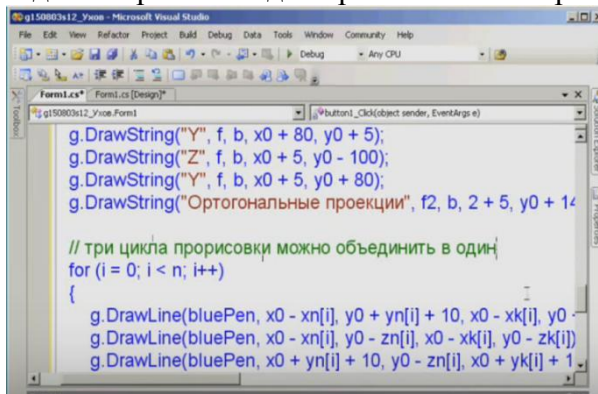 g150803s12_Ухов - Microsoft Visual Studio
File Edit View Refactor Project Build Debug Data Tools Window Community Help
Debug Any CPU
Form1.cs* Form1.cs [Design]*
g150803s12_Ухов.Form1 button1_Click(object sender, EventArgs e)
Toolbox
Solution Explorer
g.DrawString("Y", f, b, x0 + 80, y0 + 5);
g.DrawString("Z", f, b, x0 + 5, y0 - 100);
g.DrawString("Y", f, b, x0 + 5, y0 + 80);
g.DrawString("Ортогональные проекции", f2, b, 2 + 5, y0 + 14
// три цикла прорисовки можно объединить в один
for (i = 0; i < n; i++)
{
g.DrawLine(bluePen, x0 - xn[i], y0 + yn[i] + 10, x0 - xk[i], y0 +
g.DrawLine(bluePen, x0 - xn[i], y0 - zn[i], x0 - xk[i], y0 - zk[i])
g.DrawLine(bluePen, x0 + yn[i] + 10, y0 - zn[i], x0 + yk[i] + 1